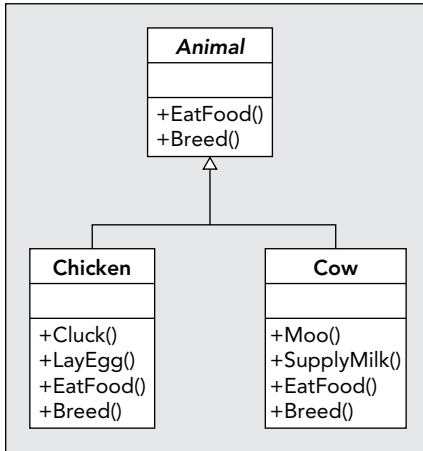 Animal
+EatFood()
+Breed()
Chicken
+Cluck()
+LayEgg()
+EatFood()
+Breed()
Cow
+Moo()
+SupplyMilk()
+EatFood()
+Breed()